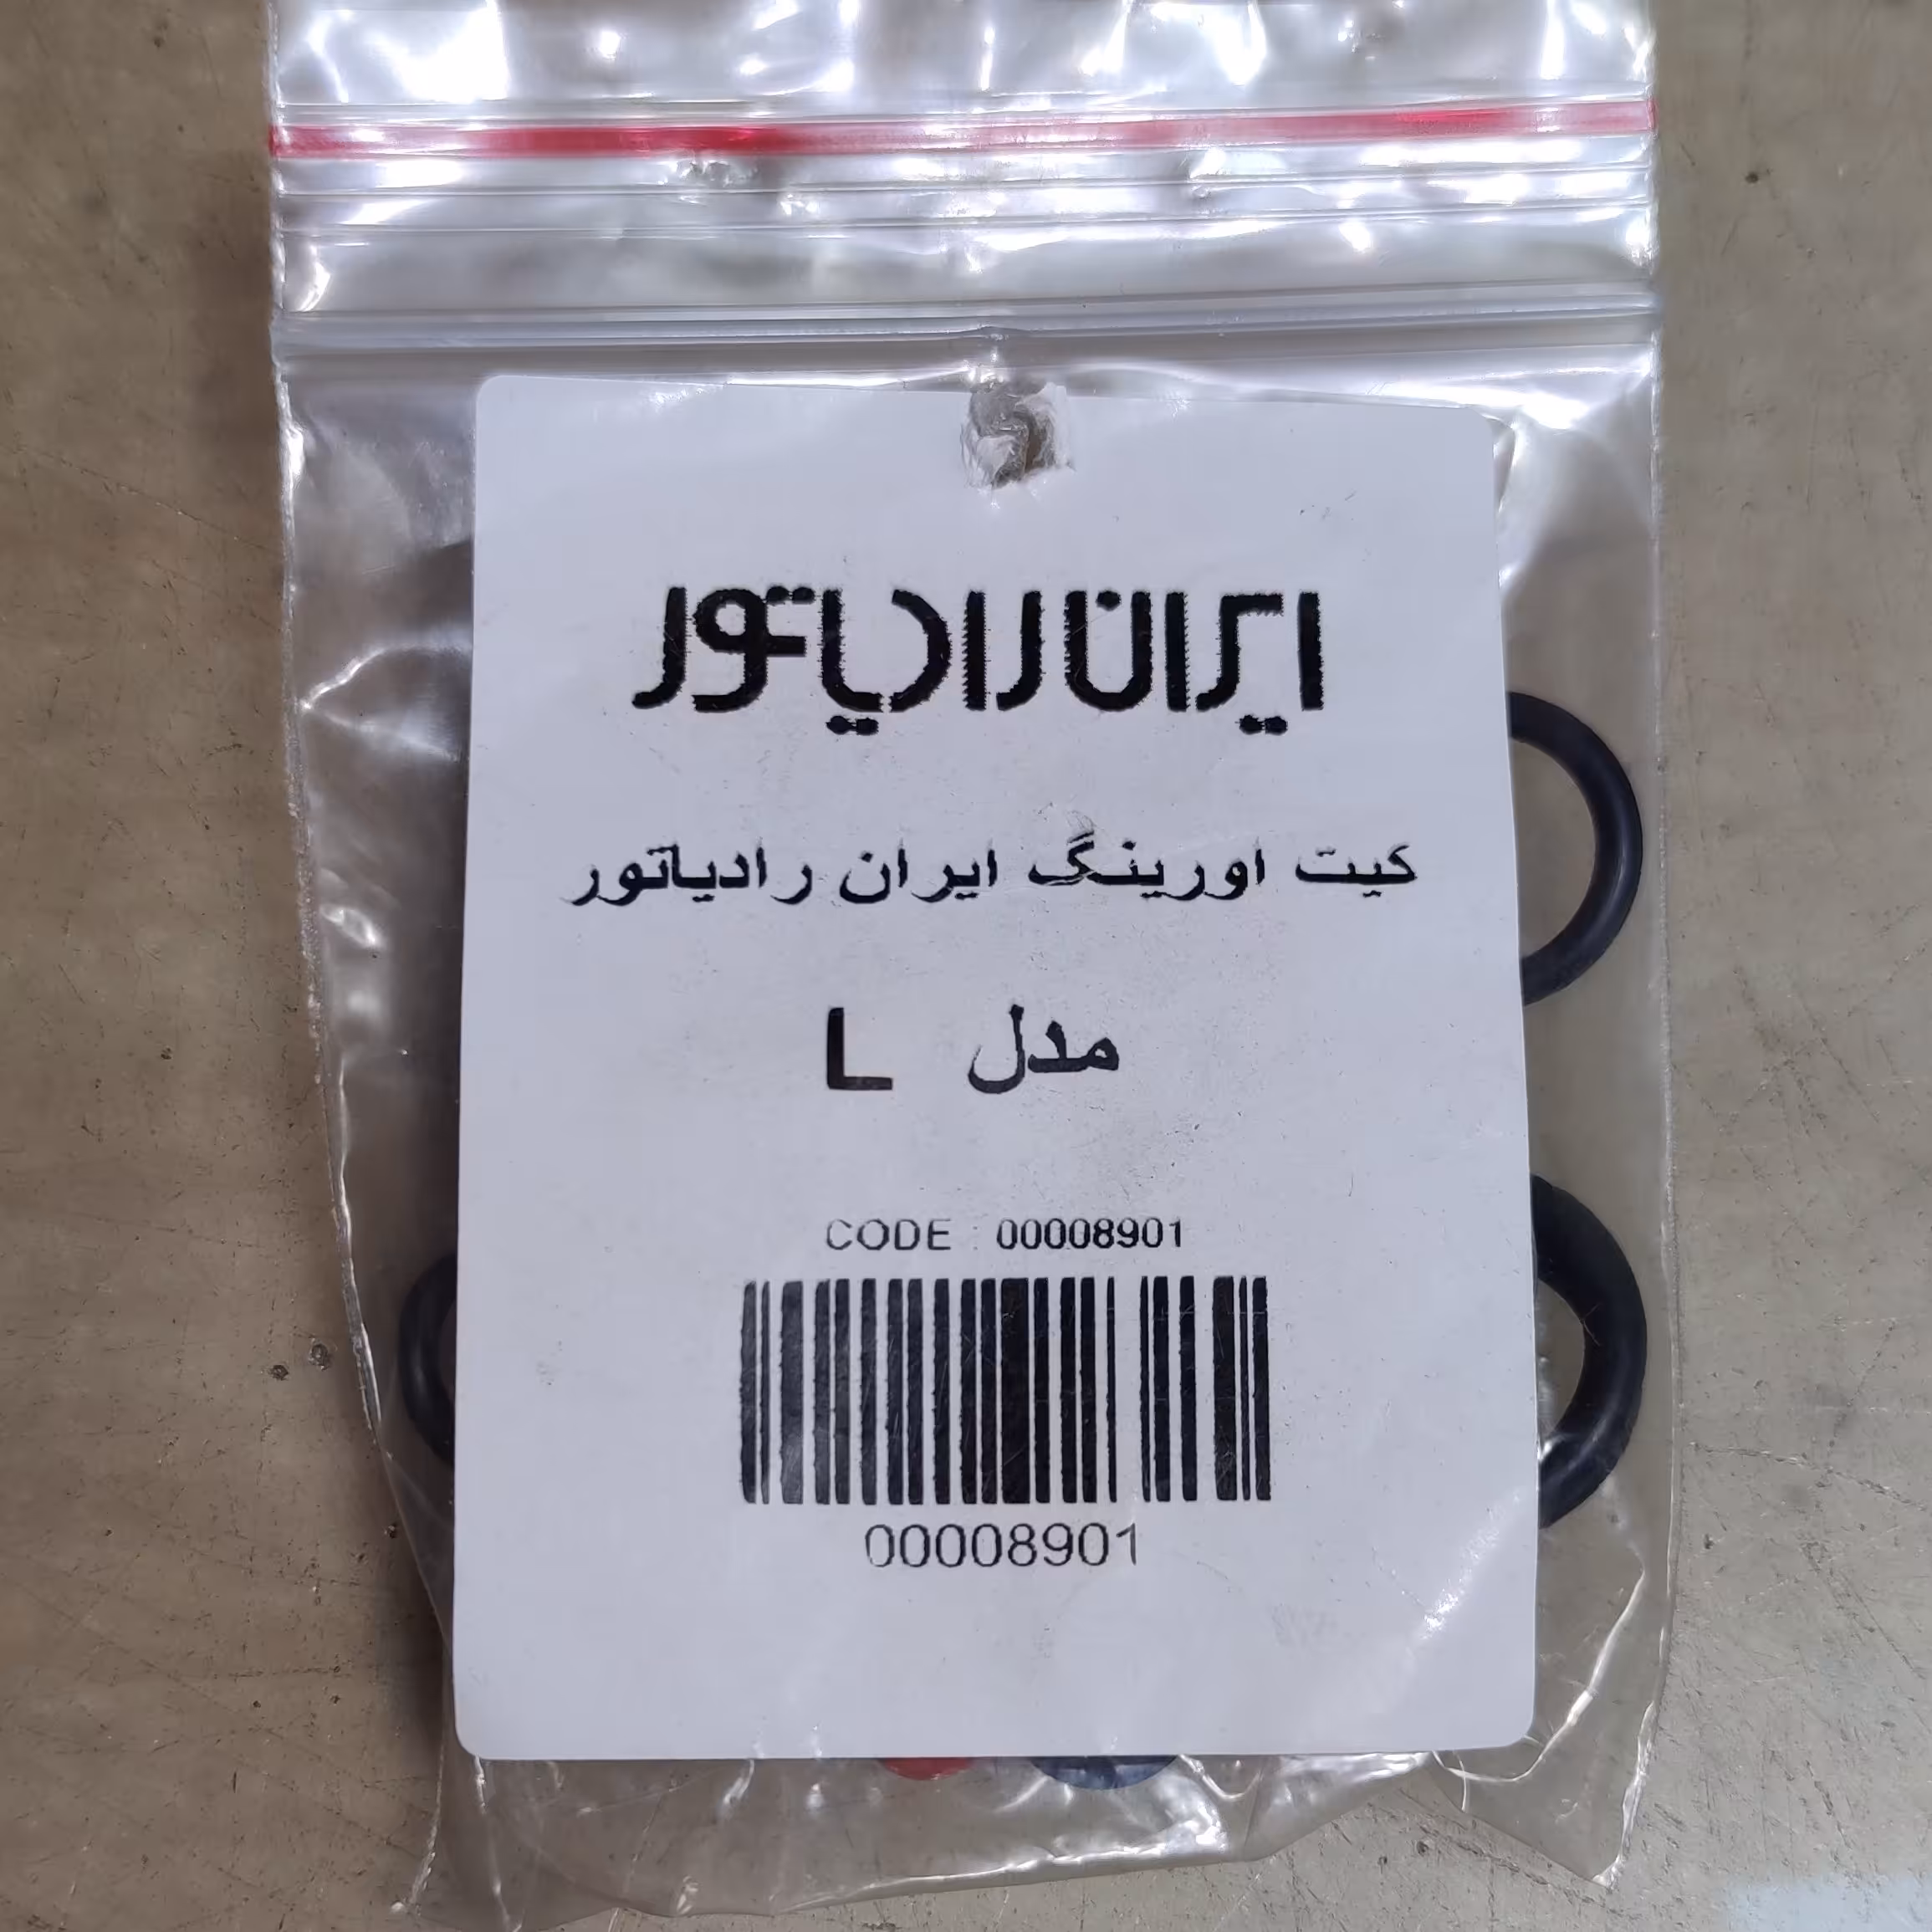 ایران رادیاتور
کیت اورینگ ایران رادیاتور
مدل L
CODE : 00008901
00008901